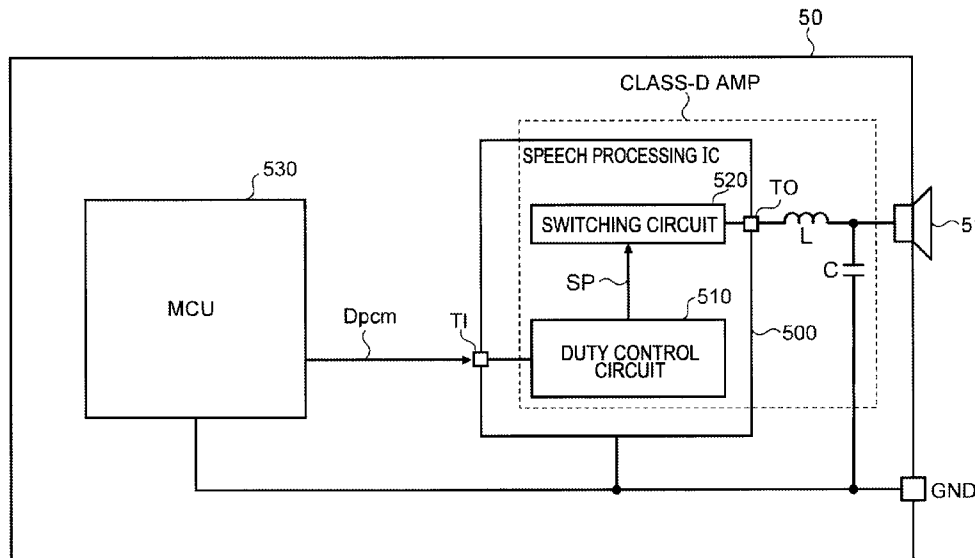 50
CLASS-D AMP
SPEECH PROCESSING IC
530
520
TO
SWITCHING CIRCUIT
L
5
C
SP
510
MCU
Dpcm
TI
DUTY CONTROL
CIRCUIT
500
GND